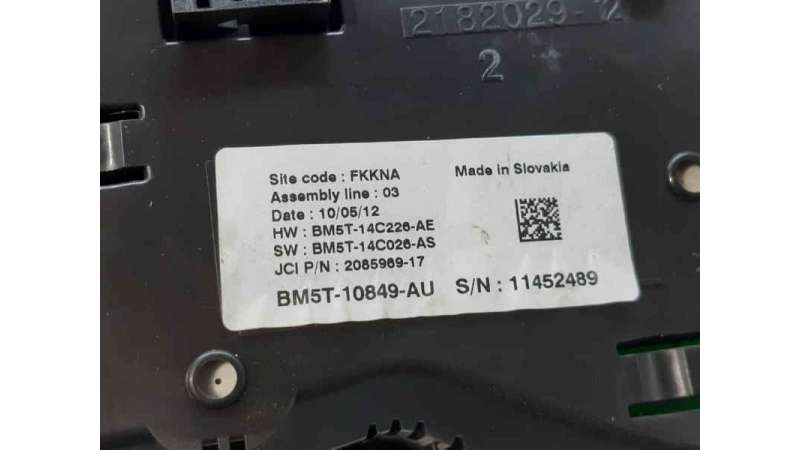 2182029-2
2
Site code : FKKNA
Made in Slovakia
Assembly line : 03
Date : 10/05/12
HW : BM5T-14C226-AE
SW : BM5T-14C026-AS
JCI P/N : 2085969-17
BM5T-10849-AU S/N : 11452489